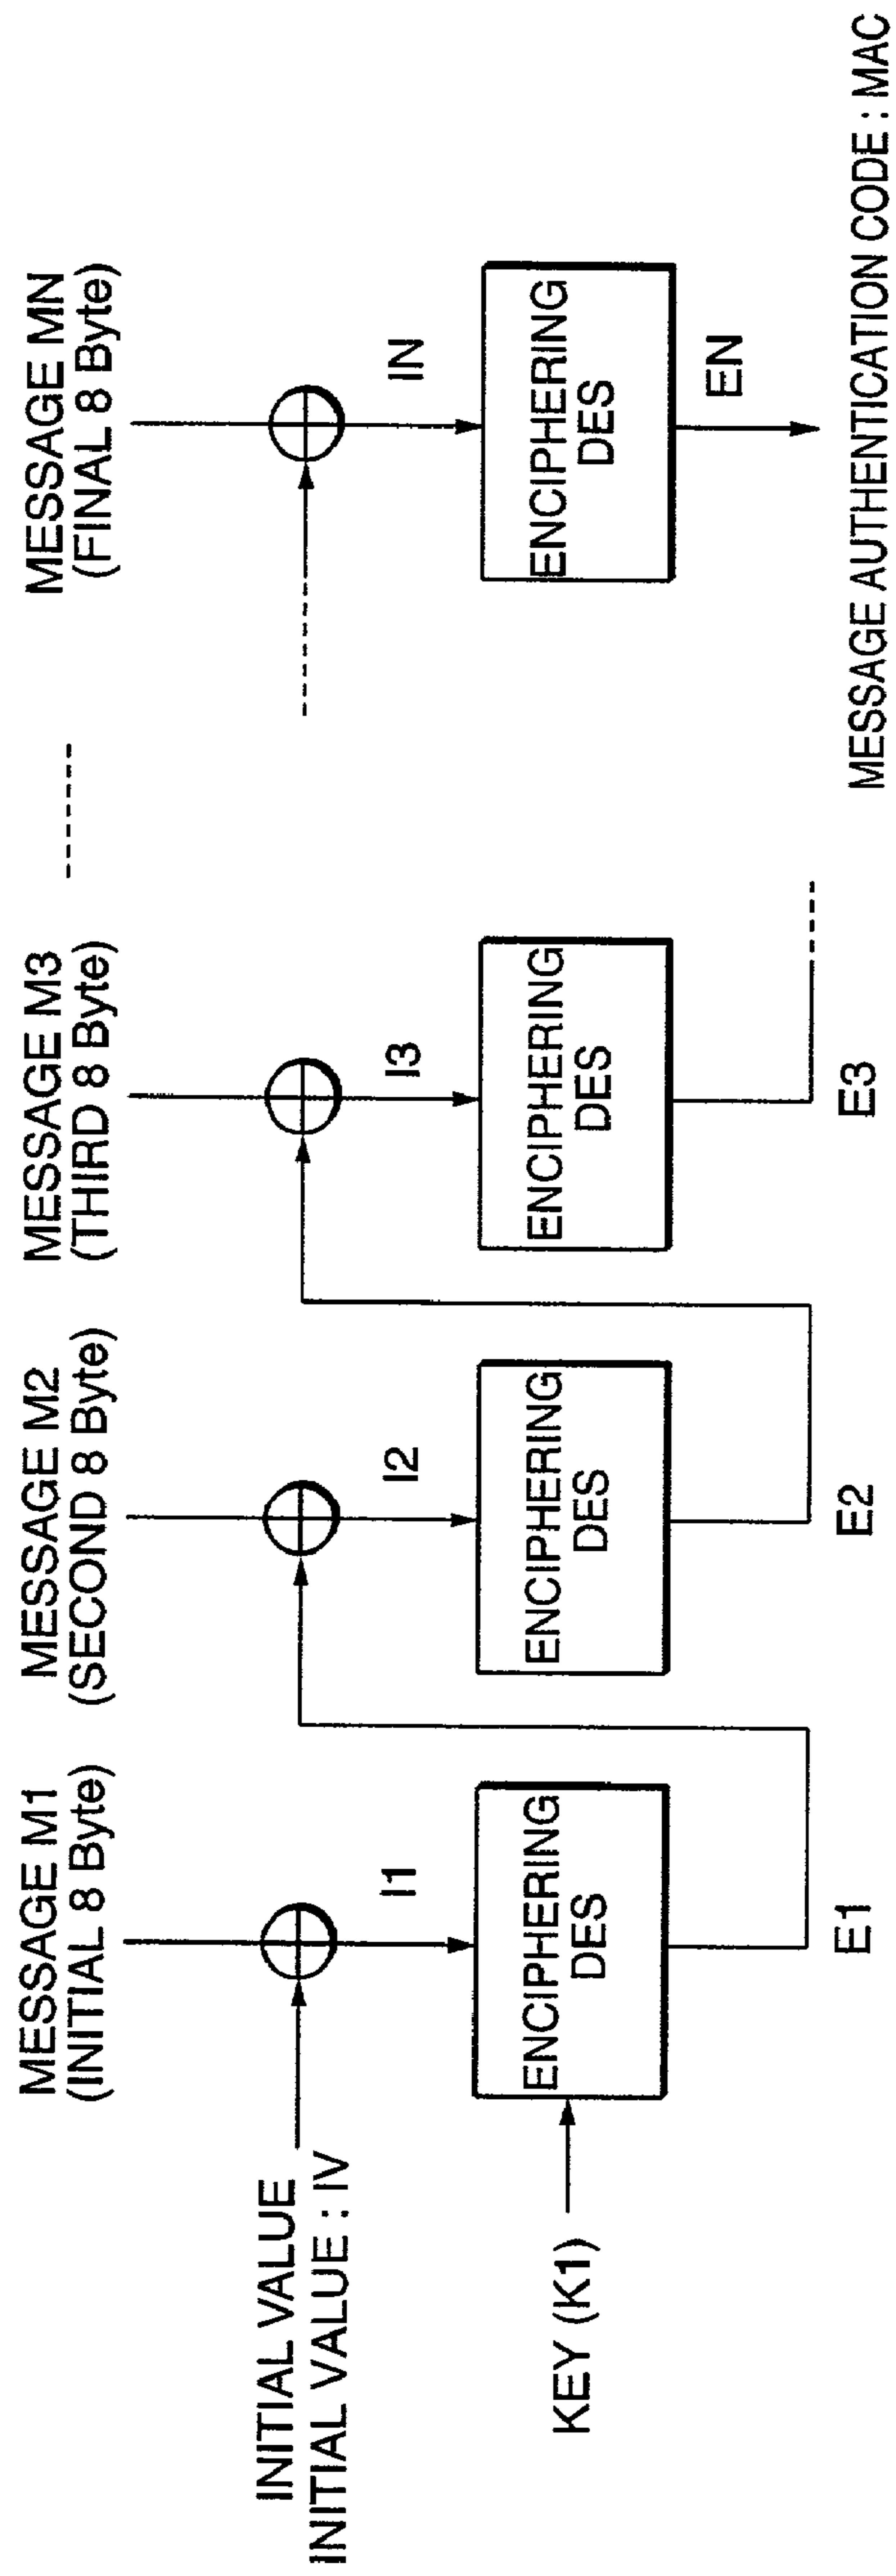 MESSAGE M1
(INITIAL 8 Byte)
MESSAGE M2
(SECOND 8 Byte)
MESSAGE M3
(THIRD 8 Byte)
MESSAGE MN
(FINAL 8 Byte)
INITIAL VALUE
INITIAL VALUE : IV
I1
I2
I3
IN
KEY (K1)
ENCIPHERING
DES
ENCIPHERING
DES
ENCIPHERING
DES
ENCIPHERING
DES
E1
E2
E3
EN
MESSAGE AUTHENTICATION CODE : MAC